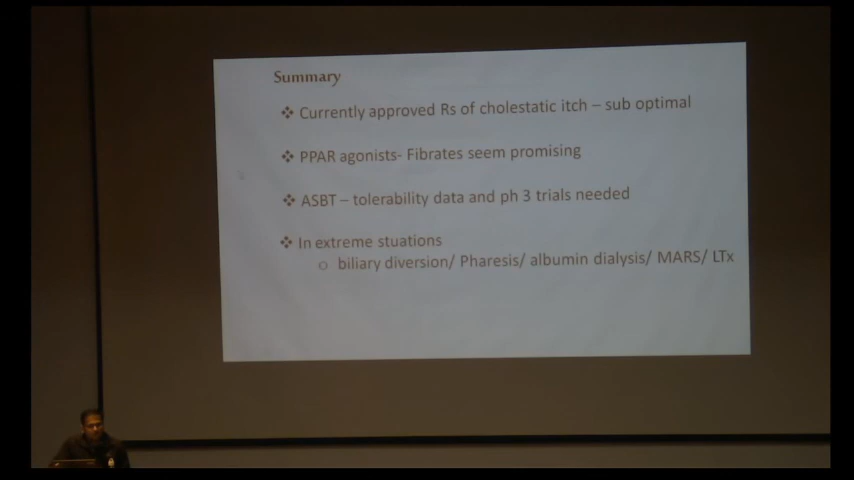 Summary
❖ Currently approved Rs of cholestatic itch – sub optimal
❖ PPAR agonists- Fibrates seem promising
❖ ASBT – tolerability data and ph 3 trials needed
❖ In extreme stuations
o biliary diversion/ Pharesis/ albumin dialysis/ MARS/ LTx